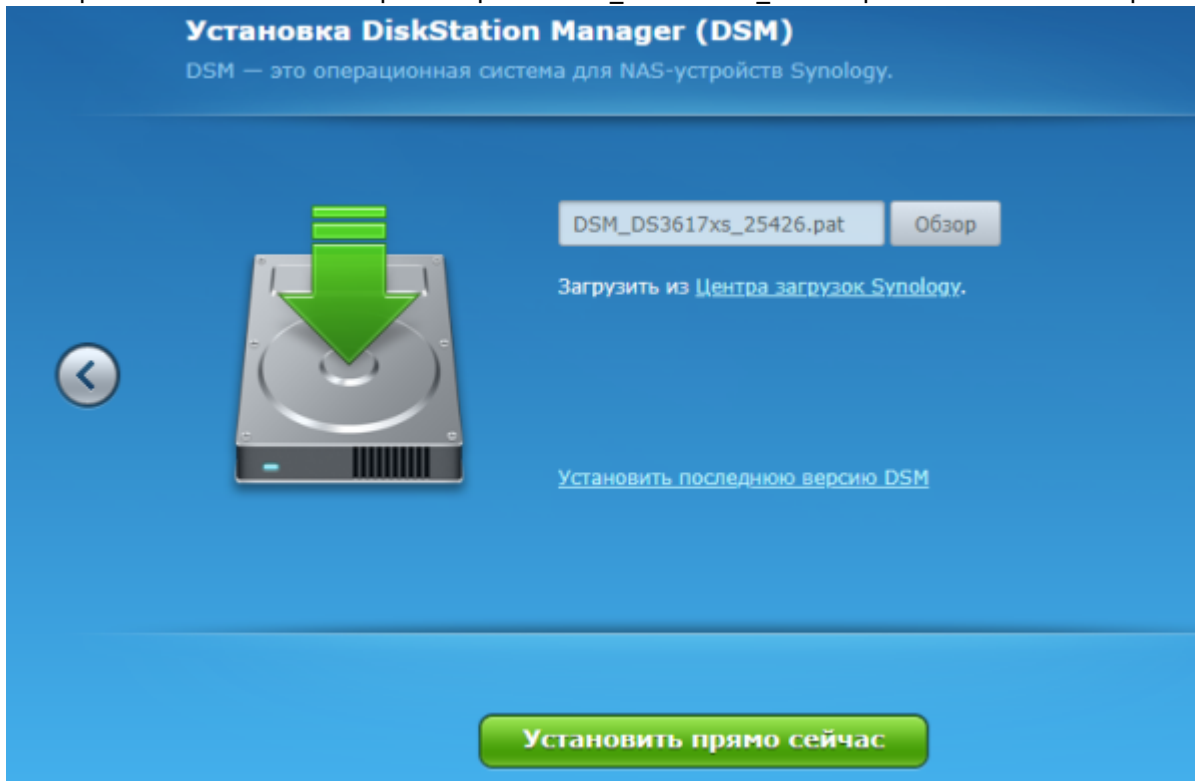 Установка DiskStation Manager (DSM)
DSM — это операционная система для NAS-устройств Synology.
DSM_DS3617xs_25426.pat
Обзор
Загрузить из Центра загрузок Synology.
Установить последнюю версию DSM
Установить прямо сейчас